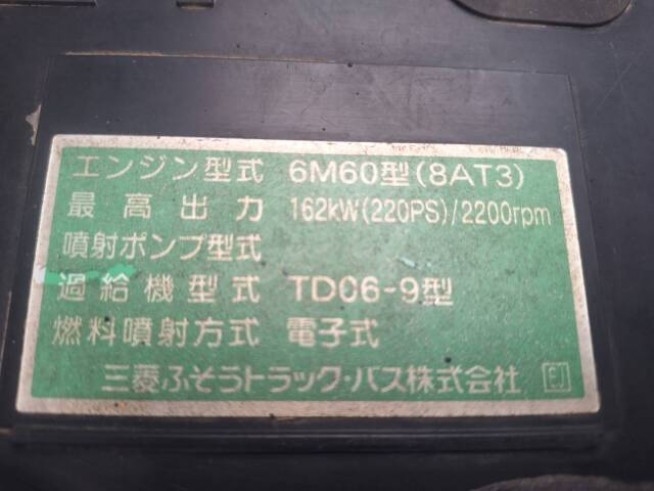 エンジン型式 6M60型(8AT3)
最高出力 162kW(220PS)/2200rpm
噴射ポンプ型式
過給機型式 TD06-9型
燃料噴射方式 電子式
三菱ふそうトラック・バス株式会社